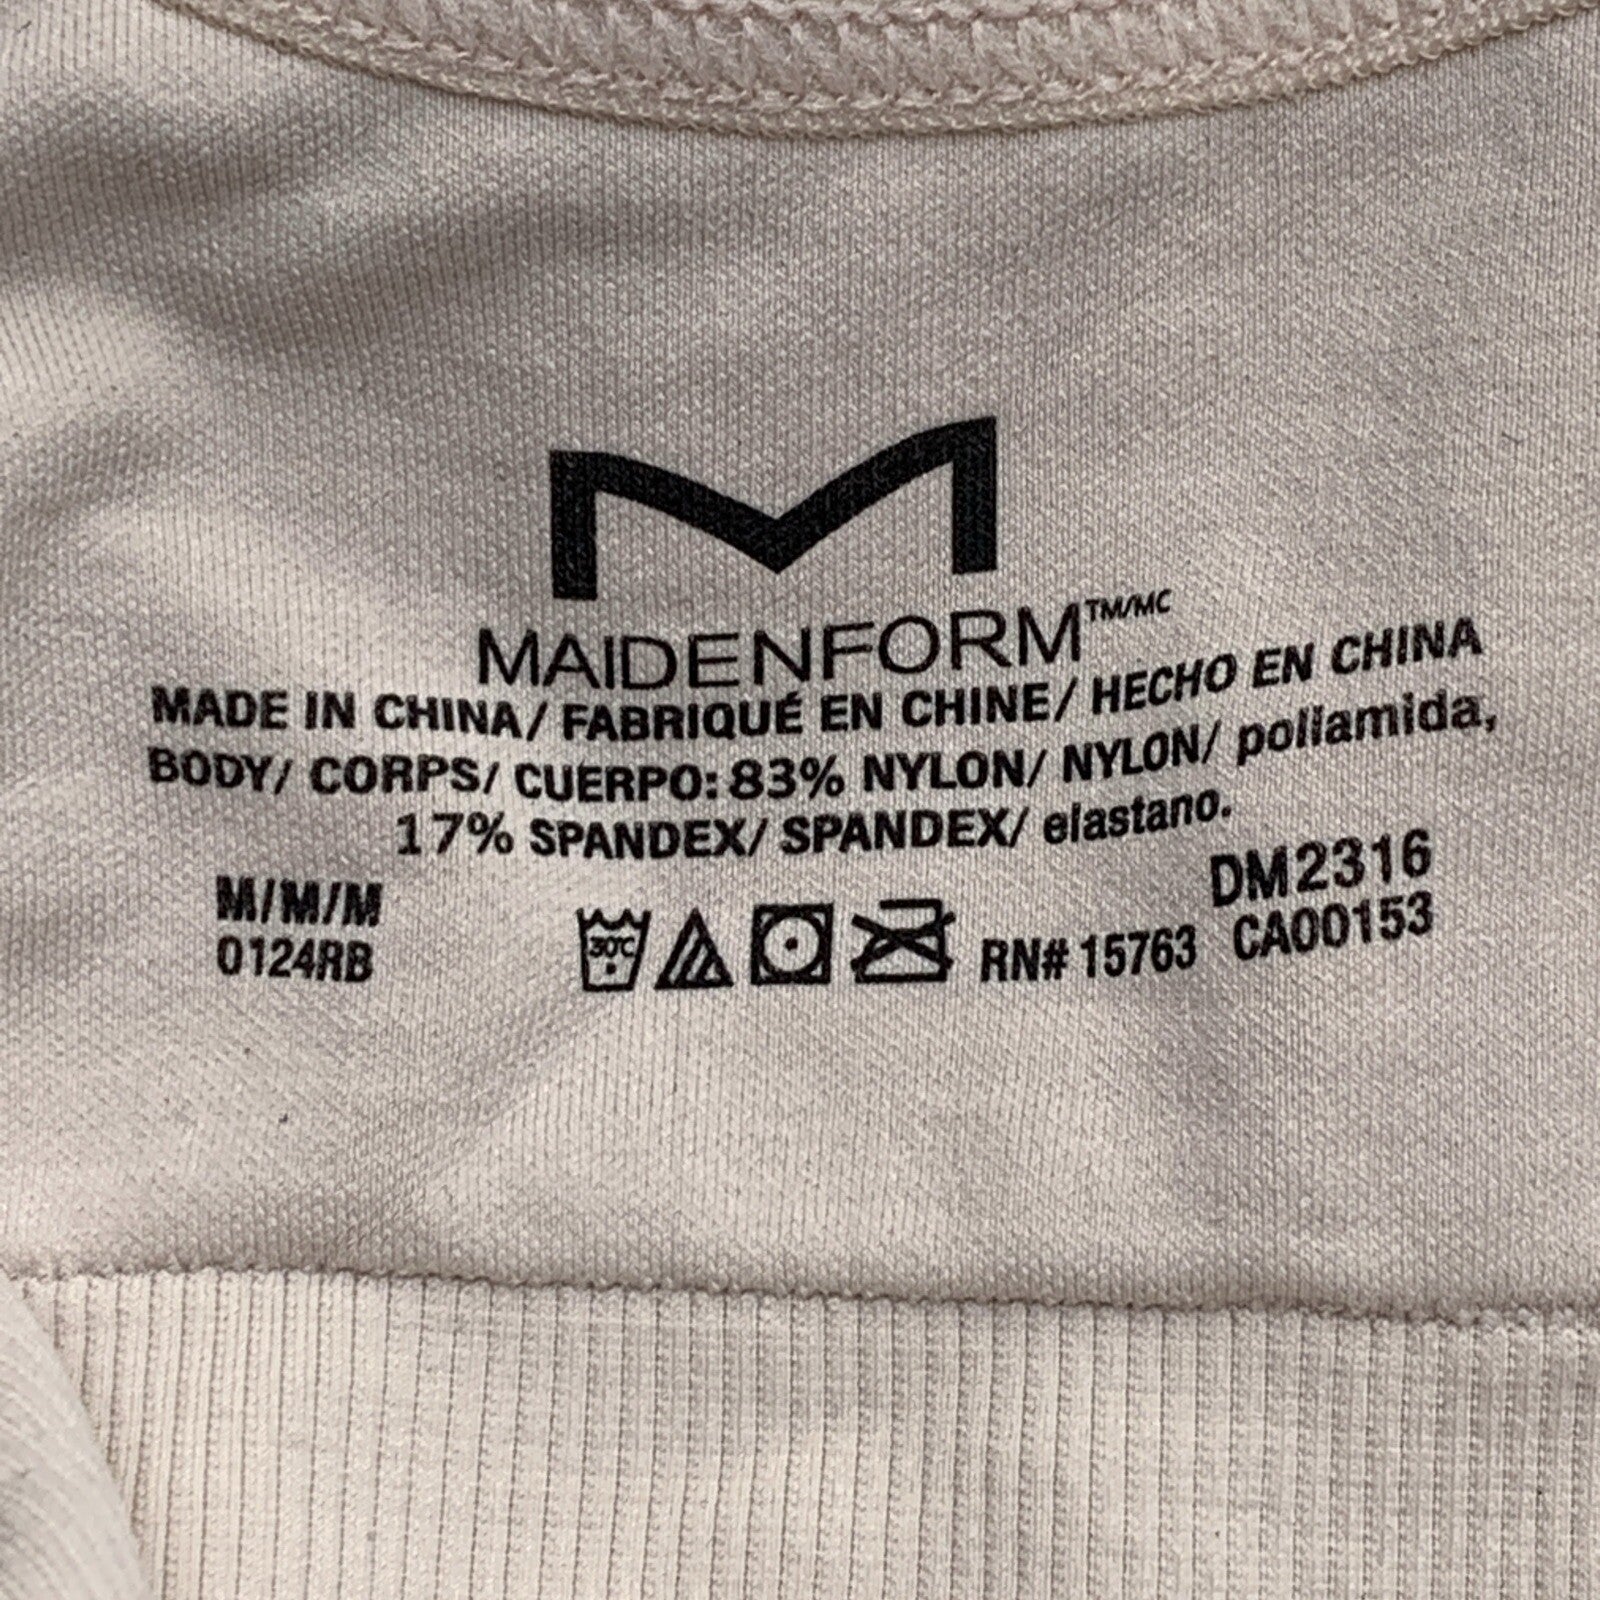 MAIDENFORM™/MC
MADE IN CHINA/ FABRIQUÉ EN CHINE/ HECHO EN CHINA
BODY/ CORPS/ CUERPO: 83% NYLON/ NYLON/ poliamida,
17% SPANDEX/ SPANDEX/ elastano.
M/M/M
0124RB
30°C
RN# 15763
DM2316
CA00153